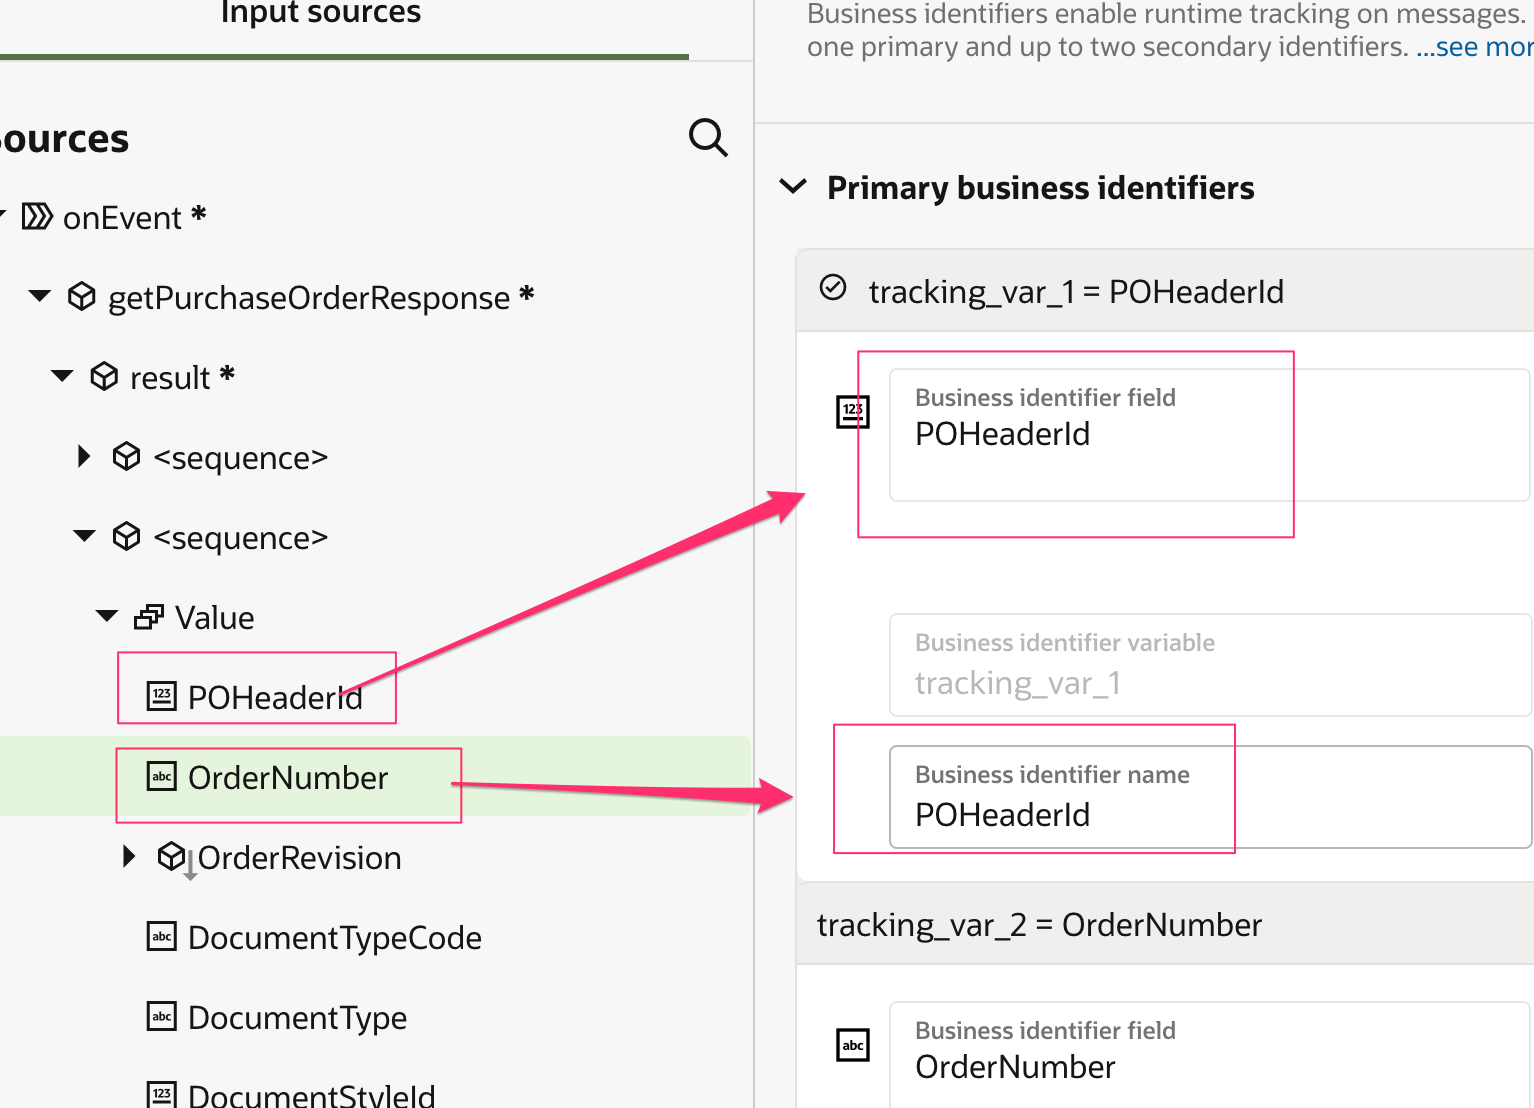 Input sources
Sources
onEvent *
getPurchaseOrderResponse *
result *
<sequence>
<sequence>
Value
123 POHeaderId
abc OrderNumber
OrderRevision
abc DocumentTypeCode
abc DocumentType
123 DocumentStyleId
Business identifiers enable runtime tracking on messages.
one primary and up to two secondary identifiers. ...see mor
Primary business identifiers
tracking_var_1 = POHeaderId
123
Business identifier field
POHeaderId
Business identifier variable
tracking_var_1
Business identifier name
POHeaderId
tracking_var_2 = OrderNumber
abc
Business identifier field
OrderNumber